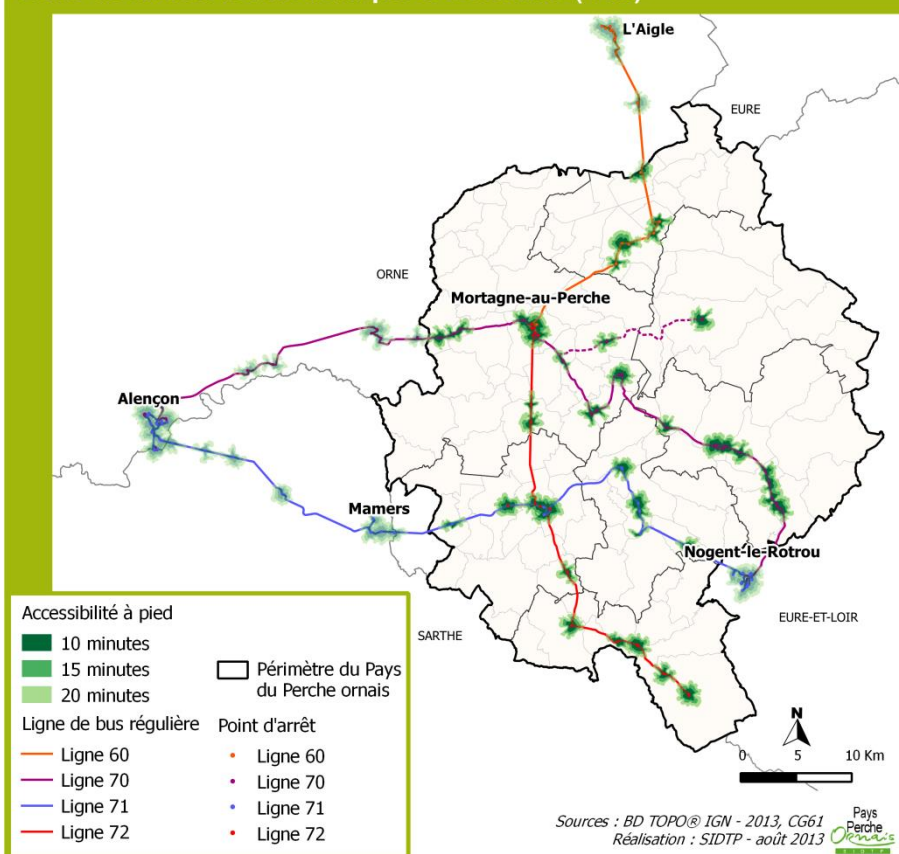 L'Aigle
EURE
ORNE
Mortagne-au-Perche
Alençon
Mamers
Nogent-le-Rotrou
EURE-ET-LOIR
SARTHE
Accessibilité à pied
10 minutes
15 minutes
20 minutes
Périmètre du Pays
du Perche ornais
Ligne de bus régulière
Ligne 60
Ligne 70
Ligne 71
Ligne 72
Point d'arrêt
Ligne 60
Ligne 70
Ligne 71
Ligne 72
N
0 5 10 Km
Sources : BD TOPO® IGN - 2013, CG61
Réalisation : SIDTP - août 2013
Pays
Perche
Ornais
SIDTP